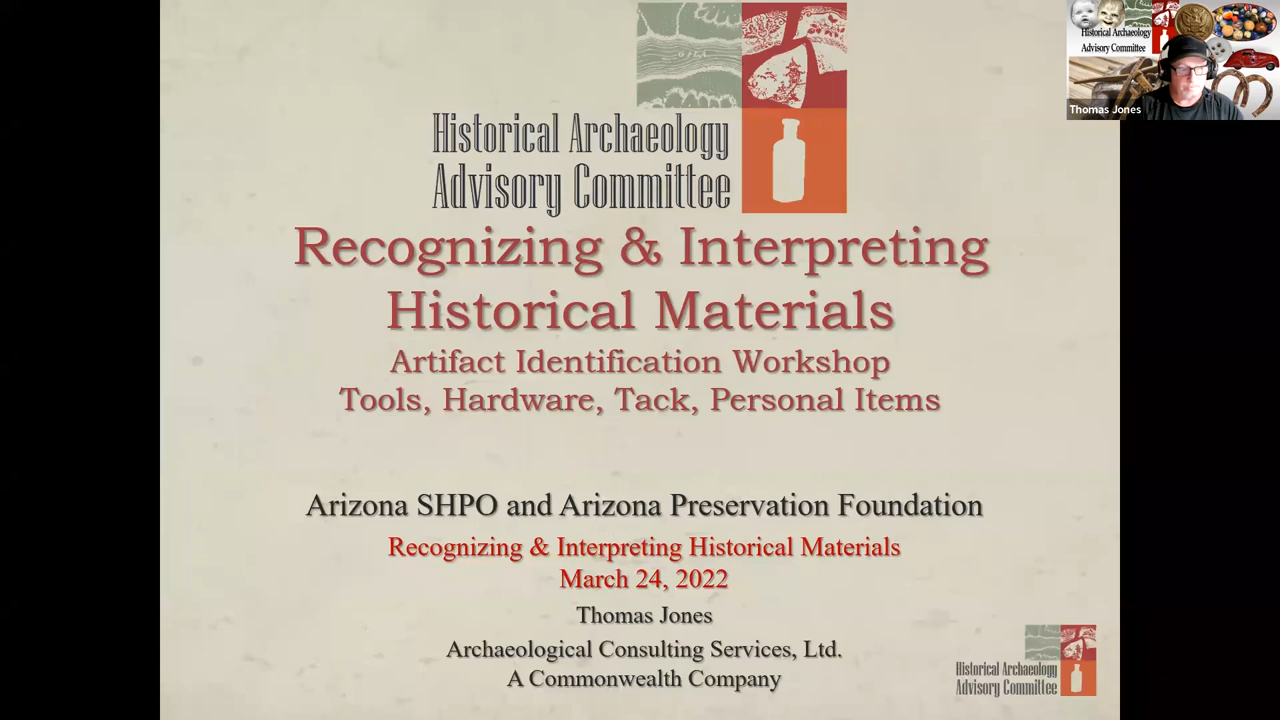 Historical Archaeology
Advisory Committee
Recognizing & Interpreting
Historical Materials
Artifact Identification Workshop
Tools, Hardware, Tack, Personal Items
Arizona SHPO and Arizona Preservation Foundation
Recognizing & Interpreting Historical Materials
March 24, 2022
Thomas Jones
Archaeological Consulting Services, Ltd.
A Commonwealth Company
Historical Archaeology
Advisory Committee
Historical Archaeology
Advisory Committee
Thomas Jones